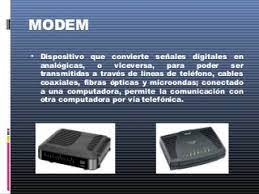 MODEM
• Dispositivo que convierte señales digitales en
analógicas, o viceversa, para poder ser
transmitidas a través de líneas de teléfono, cables
coaxiales, fibras ópticas y microondas; conectado
a una computadora, permite la comunicación con
otra computadora por vía telefónica.